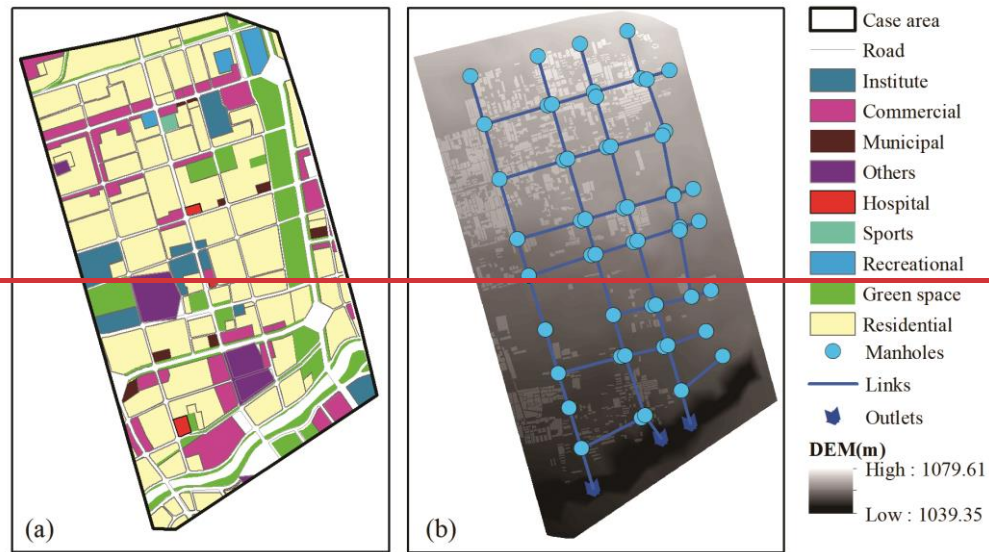 Case area
Road
Institute
Commercial
Municipal
Others
Hospital
Sports
Recreational
Green space
Residential
Manholes
Links
Outlets
DEM(m)
High : 1079.61
Low : 1039.35
(a)
(b)